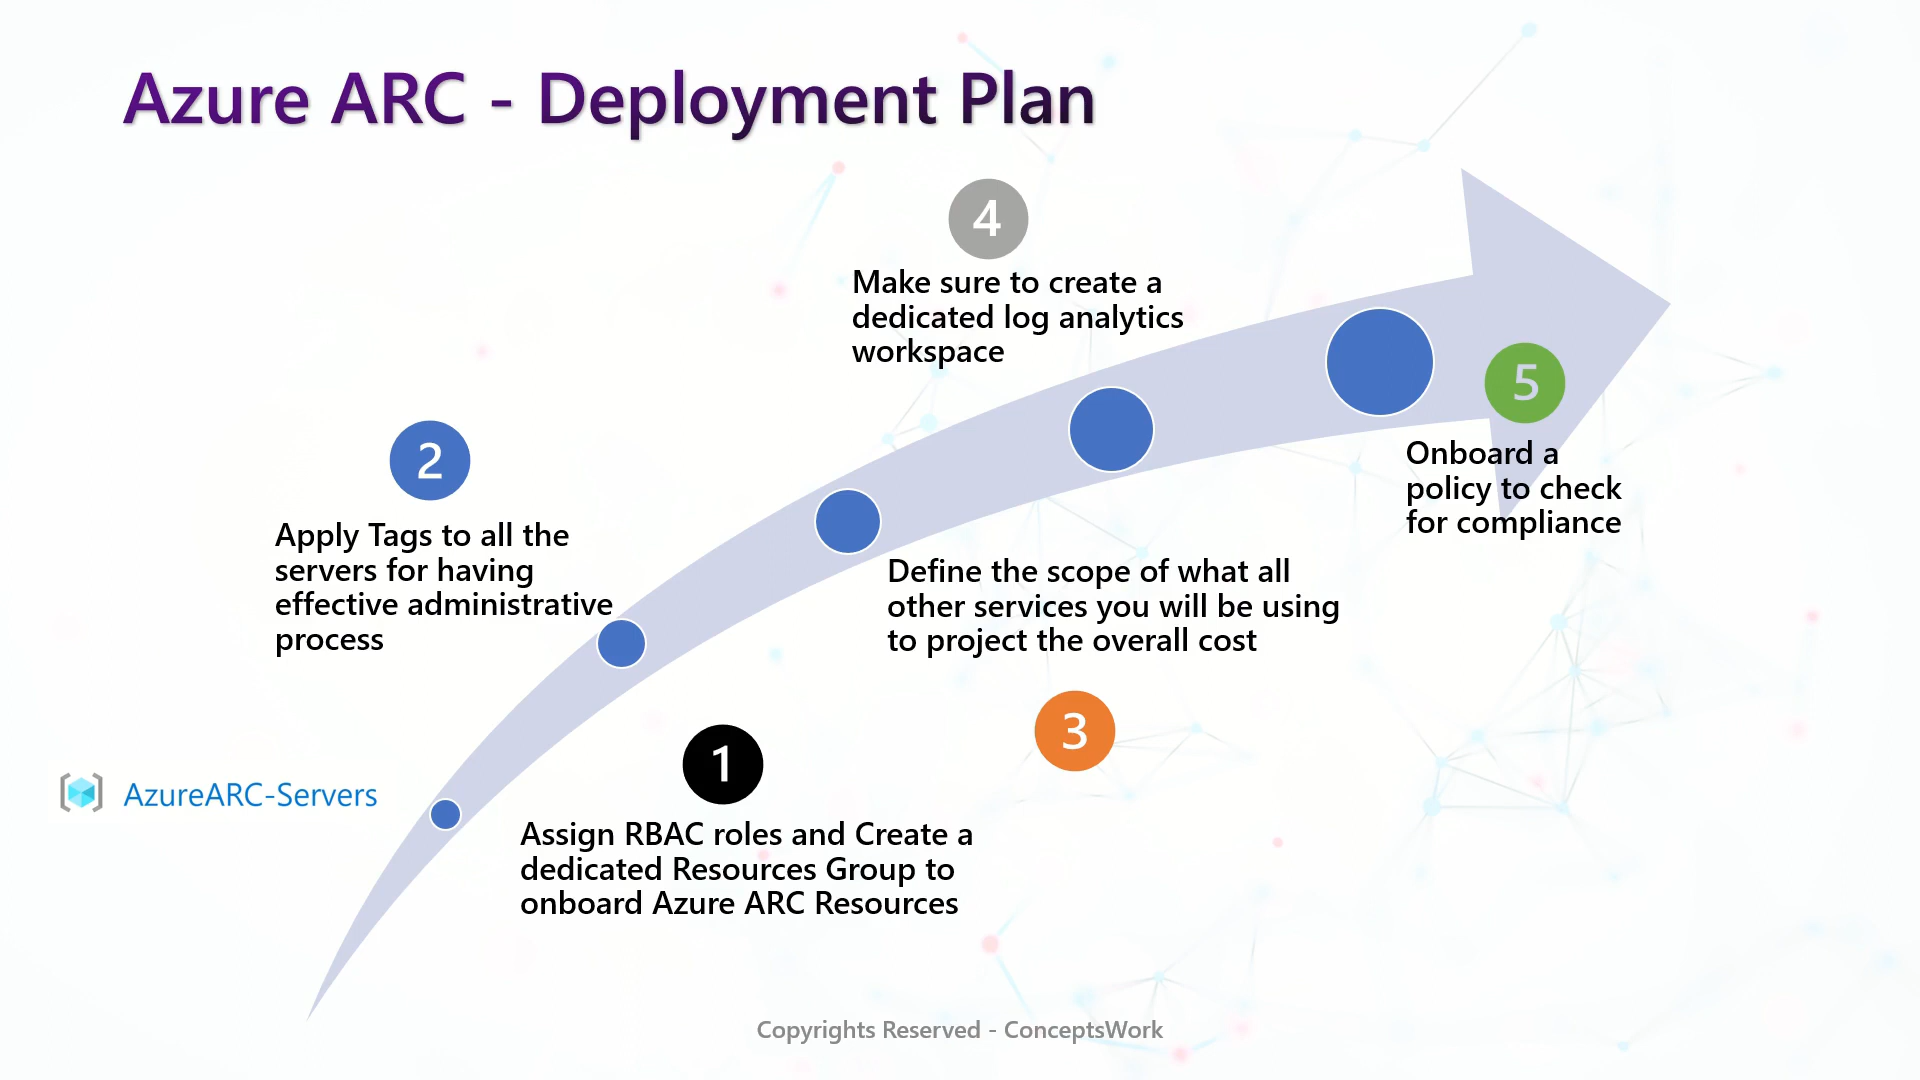 Azure ARC - Deployment Plan
4
Make sure to create a
dedicated log analytics
workspace
5
Onboard a
policy to check
for compliance
2
Apply Tags to all the
servers for having
effective administrative
process
Define the scope of what all
other services you will be using
to project the overall cost
3
1
Assign RBAC roles and Create a
dedicated Resources Group to
onboard Azure ARC Resources
AzureARC-Servers
Copyrights Reserved - ConceptsWork